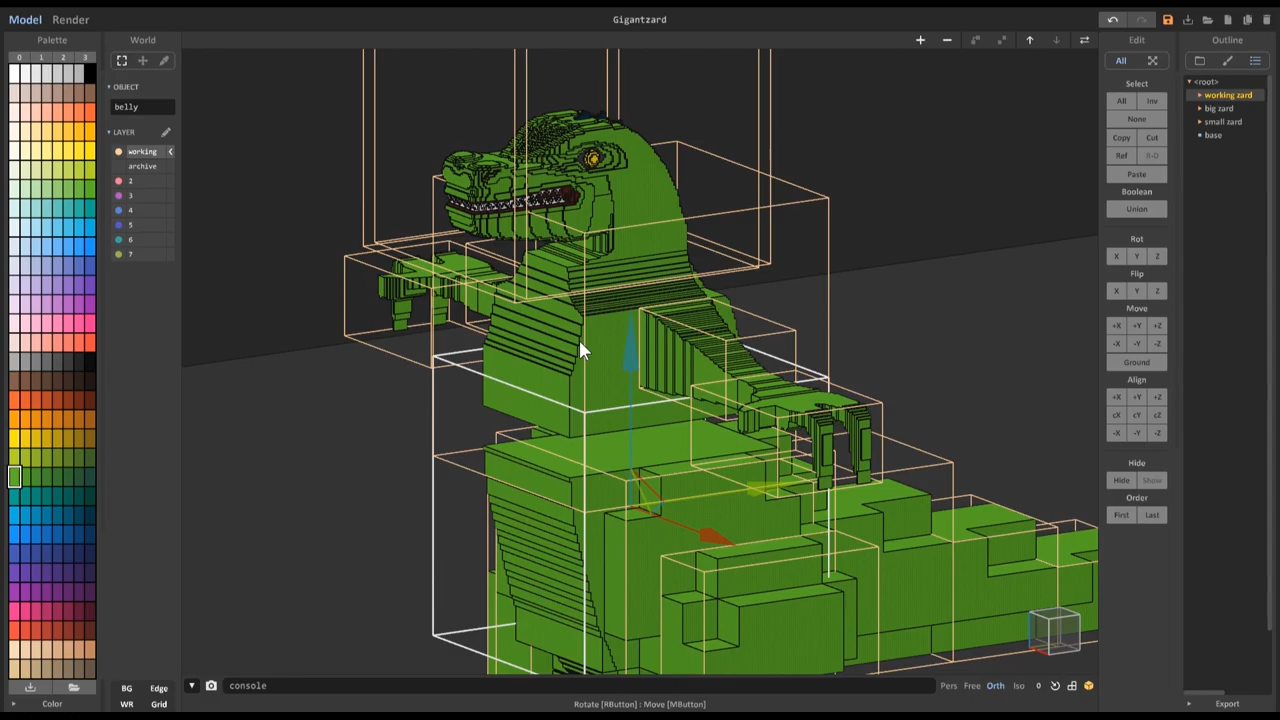 Model Render Gigantzard
Palette World Edit Outline
0 1 2 3
All
<root>
OBJECT
belly
LAYER
working
archive
2
3
4
5
6
7
Select
All Inv
None
Copy Cut
Ref R-D
Paste
Boolean
Union
Rot
X Y Z
Flip
X Y Z
Move
+X +Y +Z
-X -Y -Z
Ground
Align
+X +Y +Z
cX cY cZ
-X -Y -Z
Hide
Hide Show
Order
First Last
working zard
big zard
small zard
base
BG Edge
WR Grid
console
Pers Free Orth Iso 0
Color
Rotate [RButton] : Move [MButton]
Export